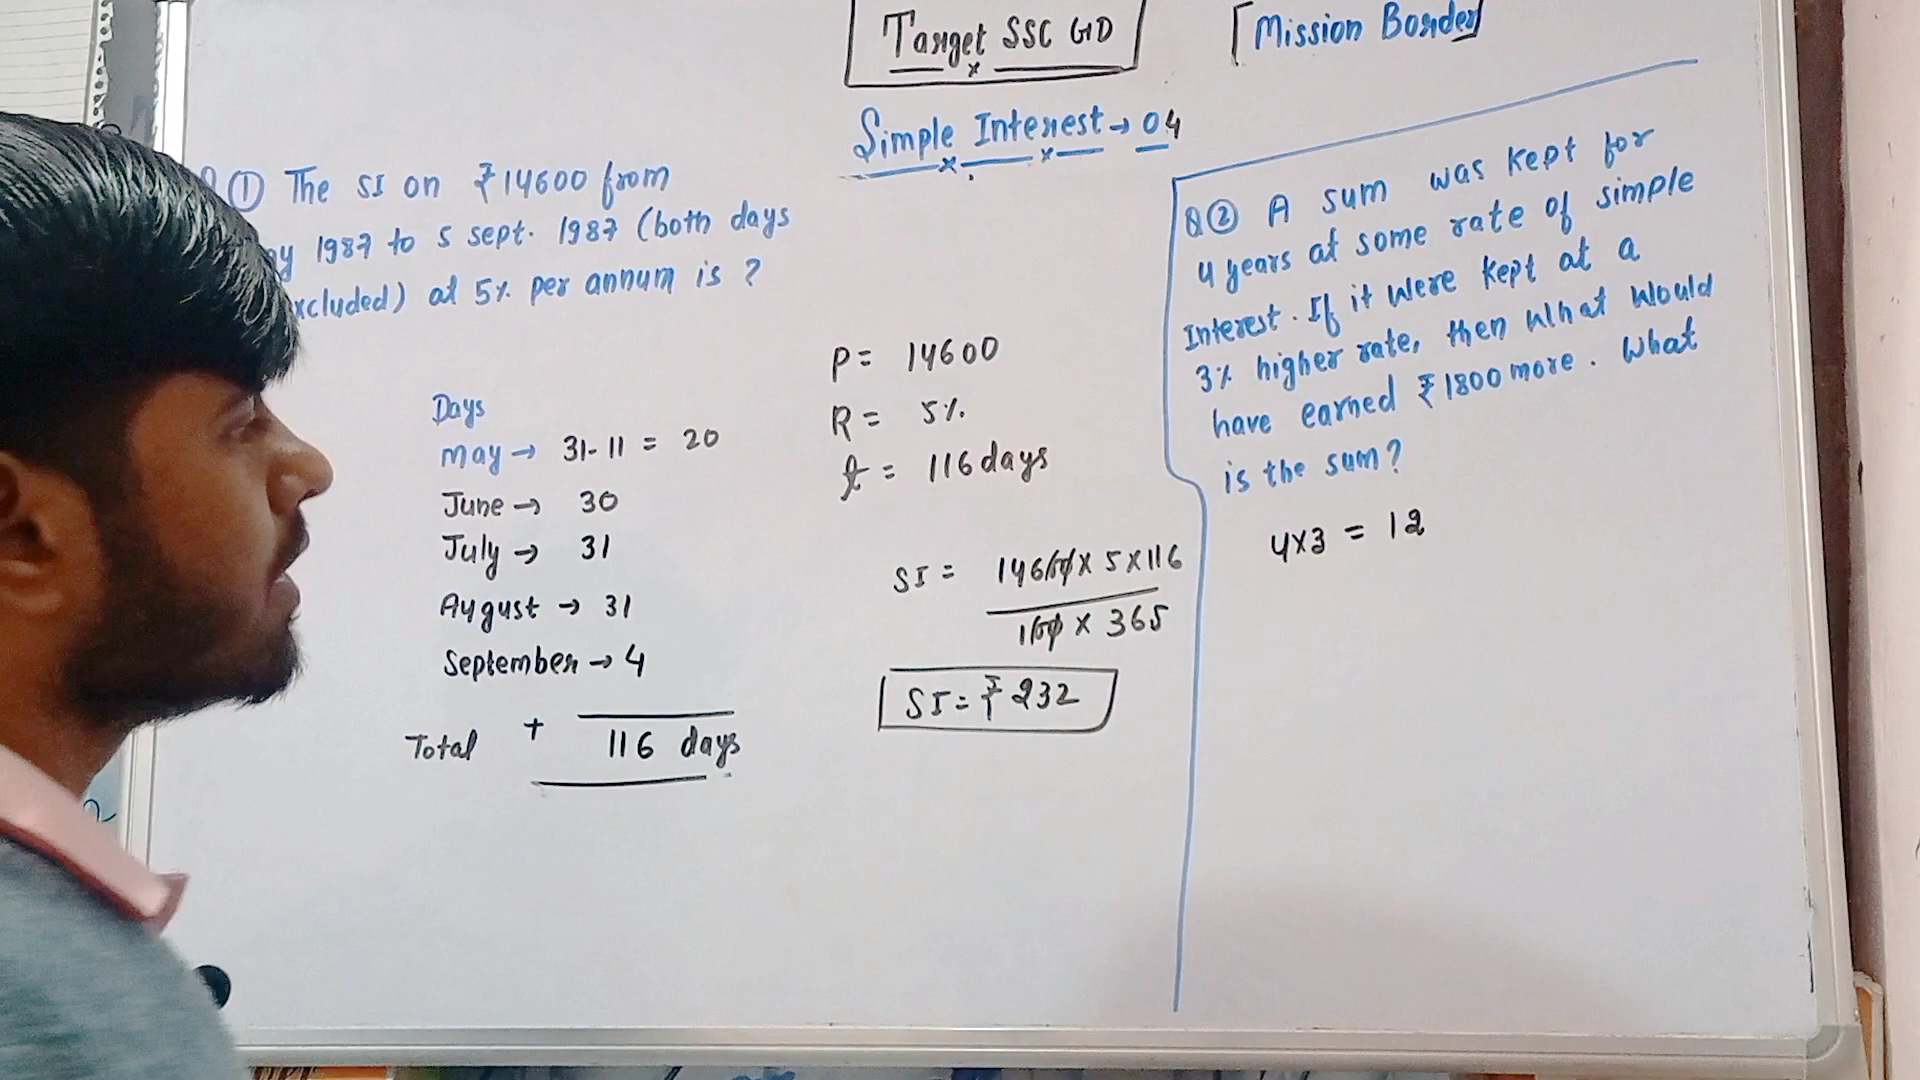 Target SSC GD
[Mission Border]
Simple Interest → 04
① The SI on ₹14600 from
1987 to 5 sept. 1987 (both days
xcluded) at 5% per annum is ?
Days
May → 31-11 = 20
June → 30
July → 31
August → 31
September → 4
Total + 116 days
P = 14600
R = 5%
t = 116 days
SI = 14600 x 5 x 116
100 x 365
SI = ₹232
Q② A sum was kept for
4 years at some rate of simple
Interest. If it were kept at a
3% higher rate, then what would
have earned ₹1800 more. What
is the sum?
4x3 = 12